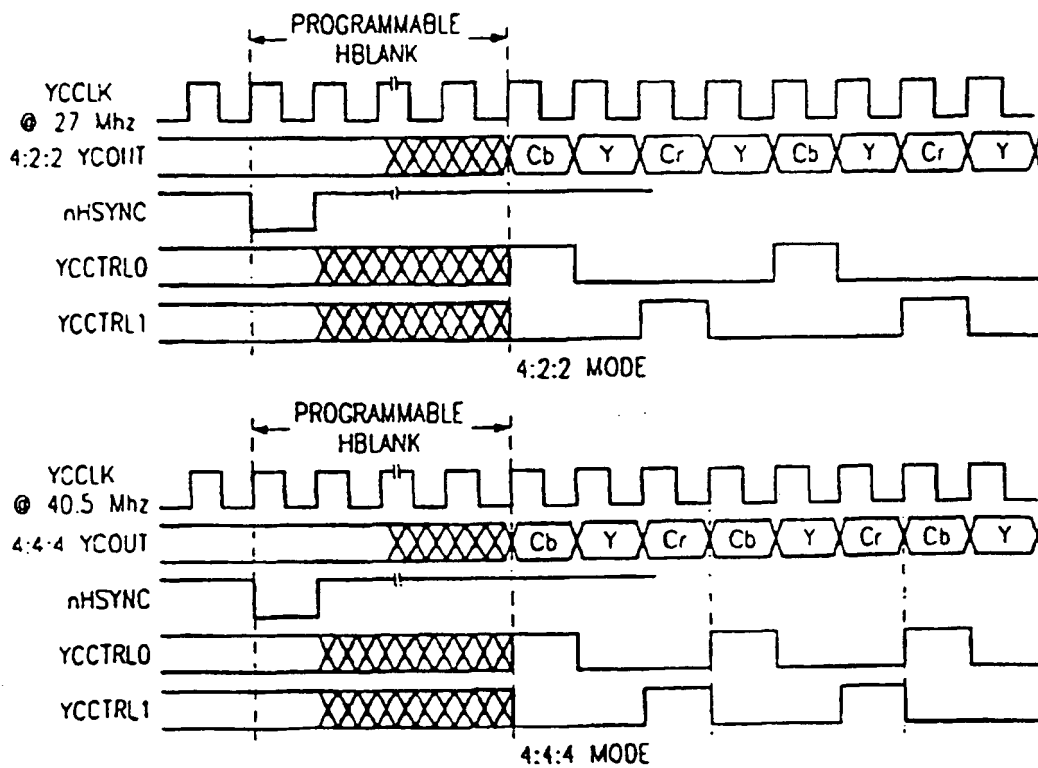 PROGRAMMABLE
HBLANK
YCCLK
@ 27 Mhz
4:2:2 YCOUT
Cb Y Cr Y Cb Y Cr Y
nHSYNC
YCCTRL0
YCCTRL1
4:2:2 MODE
PROGRAMMABLE
HBLANK
YCCLK
@ 40.5 Mhz
4:4:4 YCOUT
Cb Y Cr Cb Y Cr Cb Y
nHSYNC
YCCTRL0
YCCTRL1
4:4:4 MODE